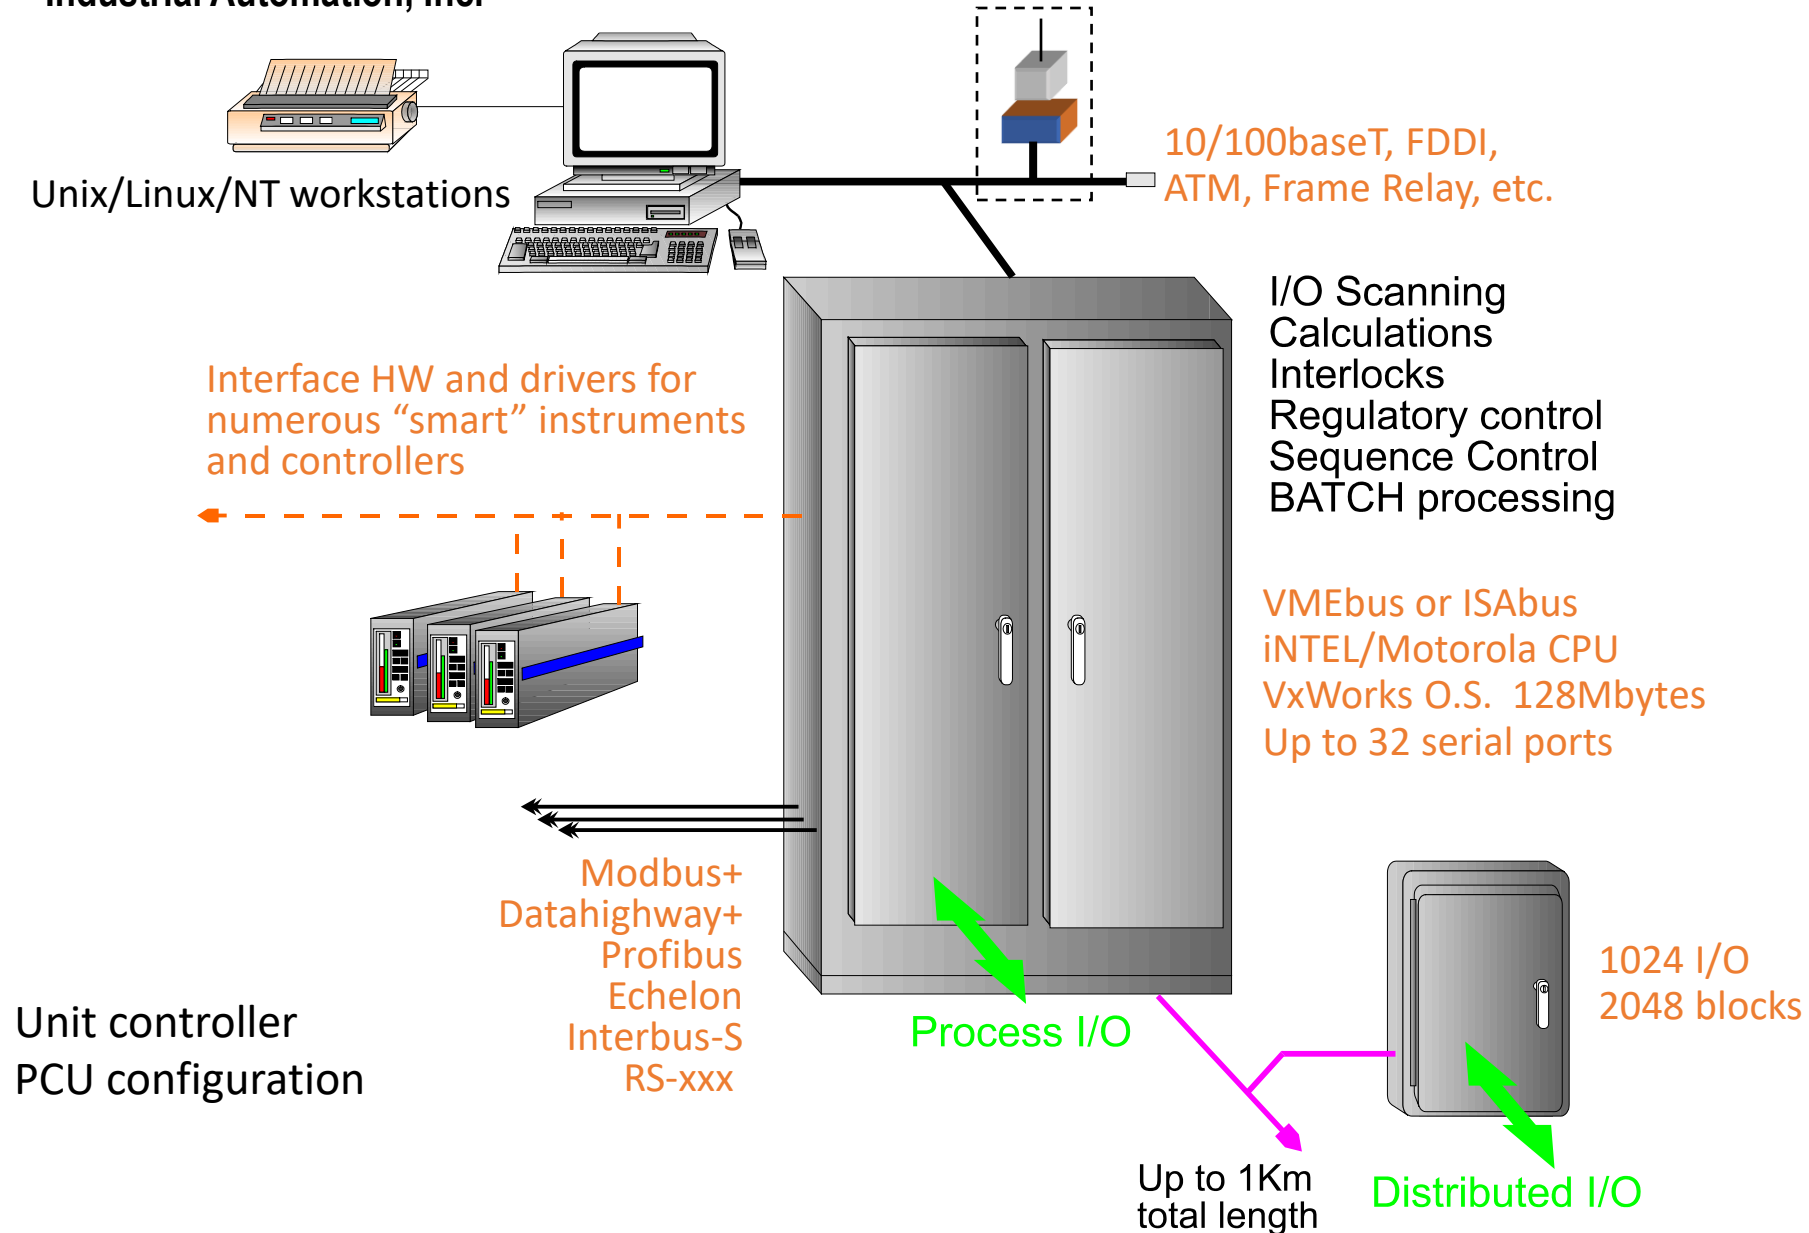 Industrial Automation, Inc.
10/100baseT, FDDI,
ATM, Frame Relay, etc.
Unix/Linux/NT workstations
I/O Scanning
Calculations
Interlocks
Regulatory control
Sequence Control
BATCH processing
Interface HW and drivers for
numerous “smart” instruments
and controllers
VMEbus or ISAbus
iNTEL/Motorola CPU
VxWorks O.S.  128Mbytes
Up to 32 serial ports
Modbus+
Datahighway+
Profibus
Echelon
Interbus-S
RS-xxx
1024 I/O
2048 blocks
Unit controller
PCU configuration
Process I/O
Up to 1Km
total length
Distributed I/O